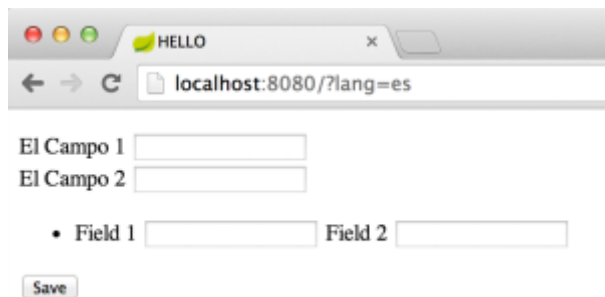 HELLO
localhost:8080/?lang=es
El Campo 1
El Campo 2
Field 1 Field 2
Save